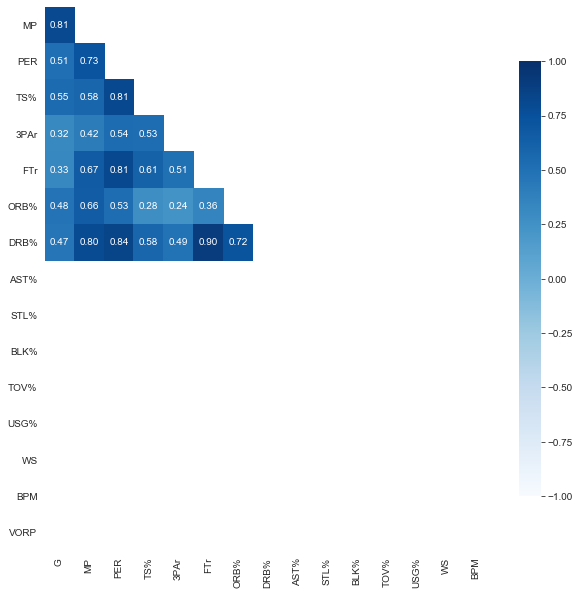 MP 0.81
PER 0.51 0.73
1.00
TS% 0.55 0.58 0.81
0.75
3PAr 0.32 0.42 0.54 0.53
0.50
FTr 0.33 0.67 0.81 0.61 0.51
ORB% 0.48 0.66 0.53 0.28 0.24 0.36
0.25
DRB% 0.47 0.80 0.84 0.58 0.49 0.90 0.72
AST%
0.00
STL%
BLK%
−0.25
TOV%
−0.50
USG%
WS
−0.75
BPM
−1.00
VORP
G MP PER TS% 3PAr FTr ORB% DRB% AST% STL% BLK% TOV% USG% WS BPM